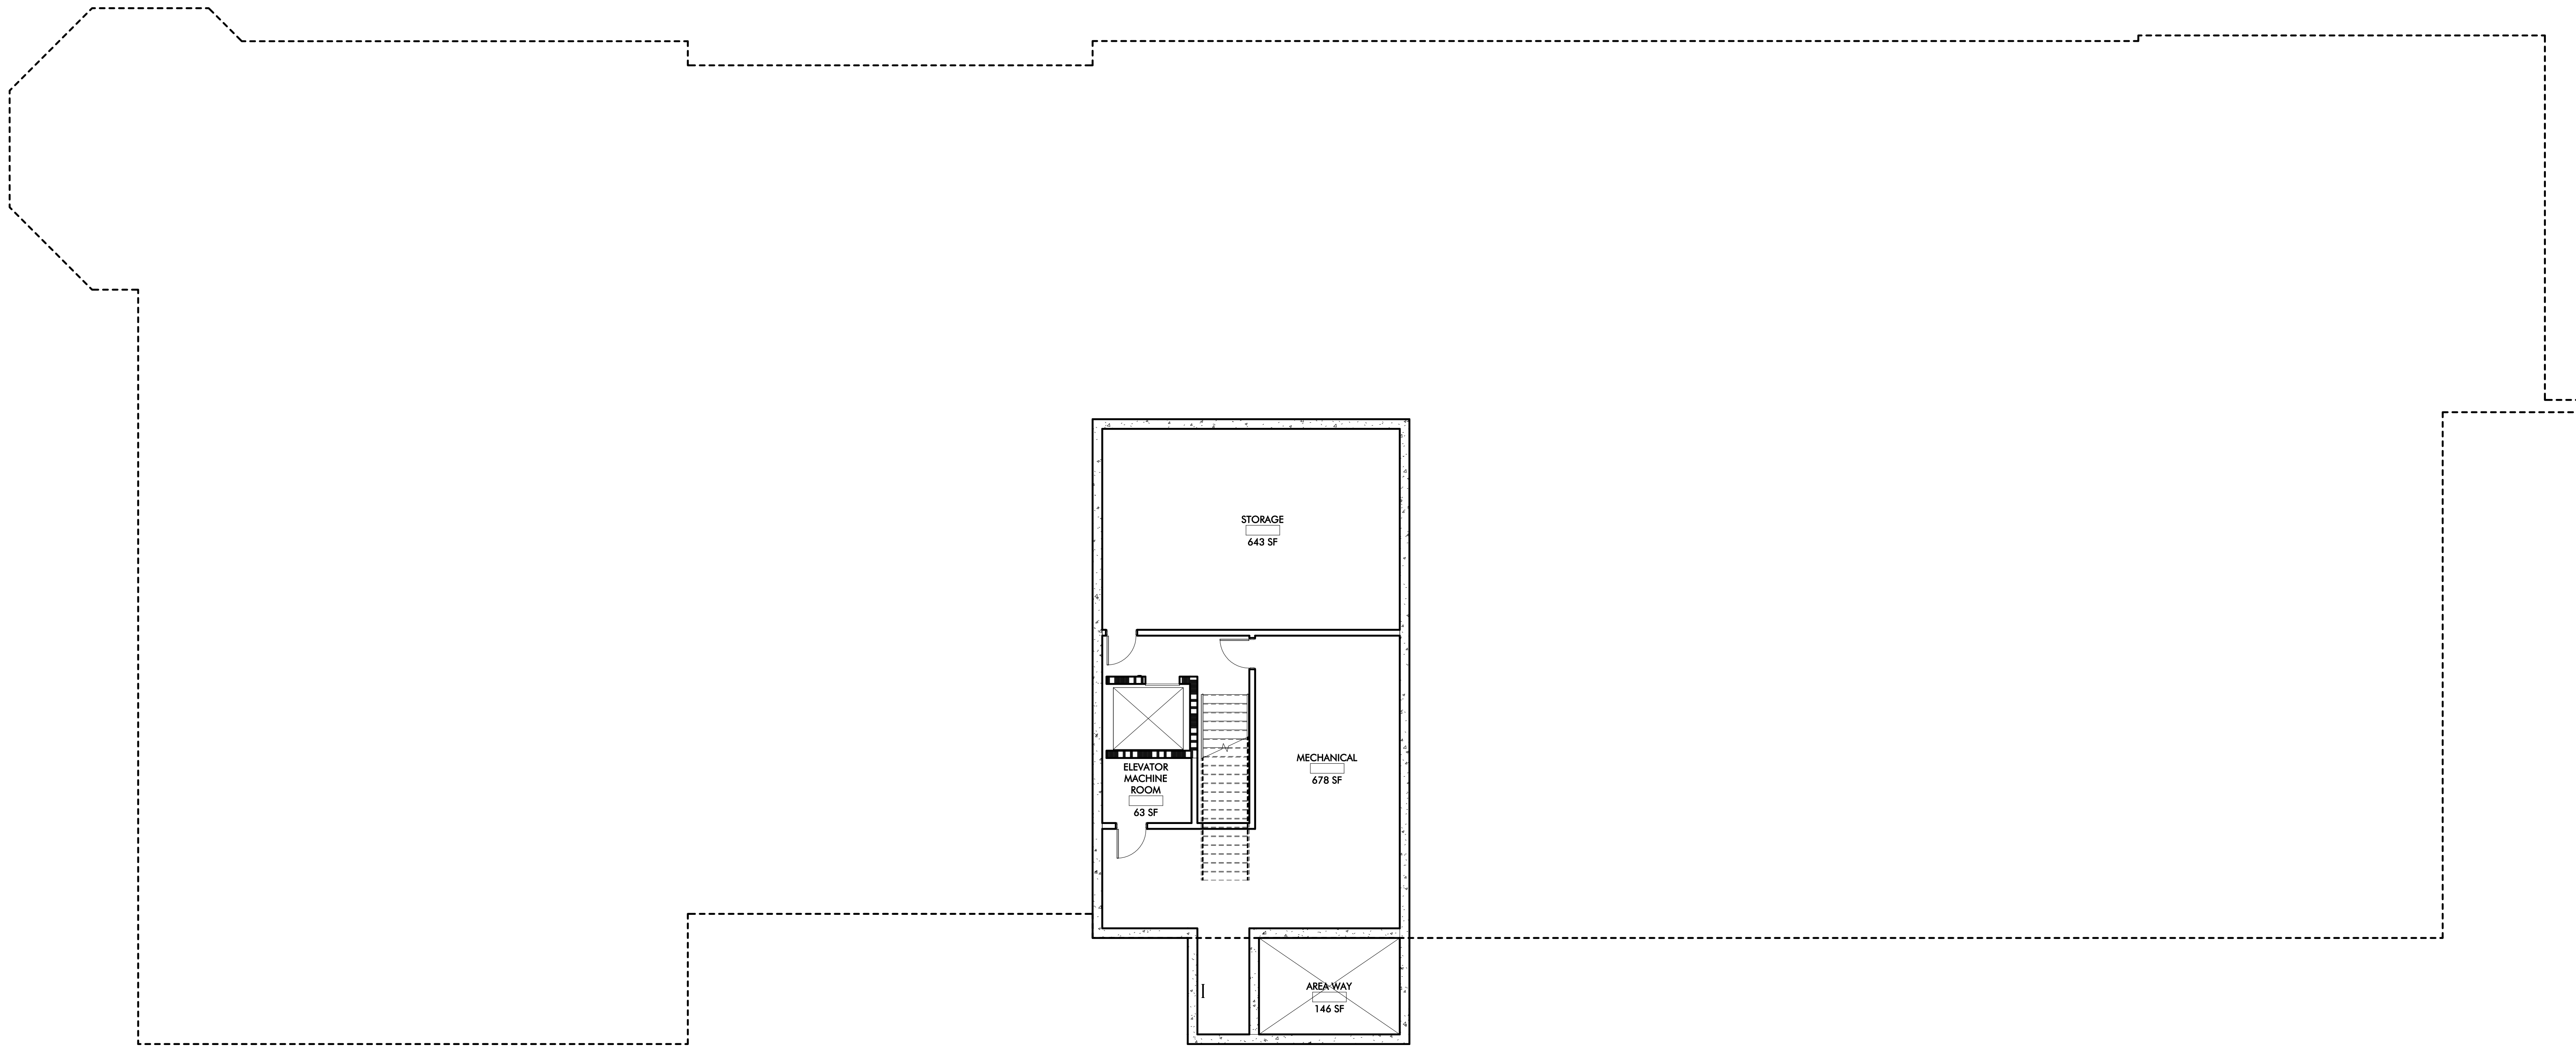 STORAGE
643 SF
MECHANICAL
678 SF
ELEVATOR
MACHINE
ROOM
63 SF
AREA WAY
146 SF